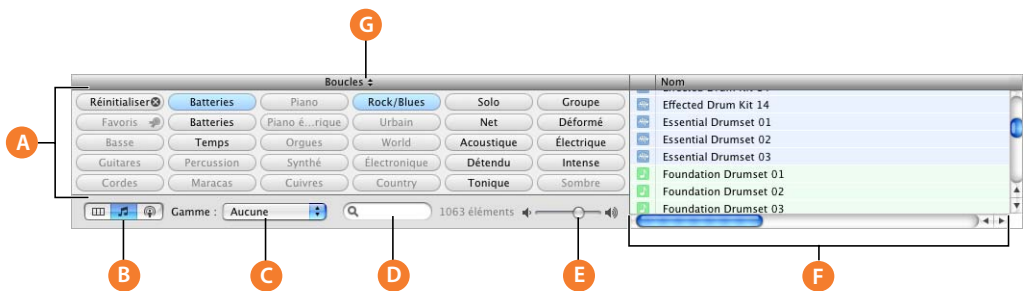 G
Boucles
Nom
Réinitialiser Batteries Piano Rock/Blues Solo Groupe
Favoris Batteries Piano é...rique Urbain Net Déformé
Basse Temps Orgues World Acoustique Électrique
Guitares Percussion Synthé Électronique Détendu Intense
Cordes Maracas Cuivres Country Tonique Sombre
A
Effected Drum Kit 14
Essential Drumset 01
Essential Drumset 02
Essential Drumset 03
Foundation Drumset 01
Foundation Drumset 02
Foundation Drumset 03
Gamme : Aucune 1063 éléments
B C D E F